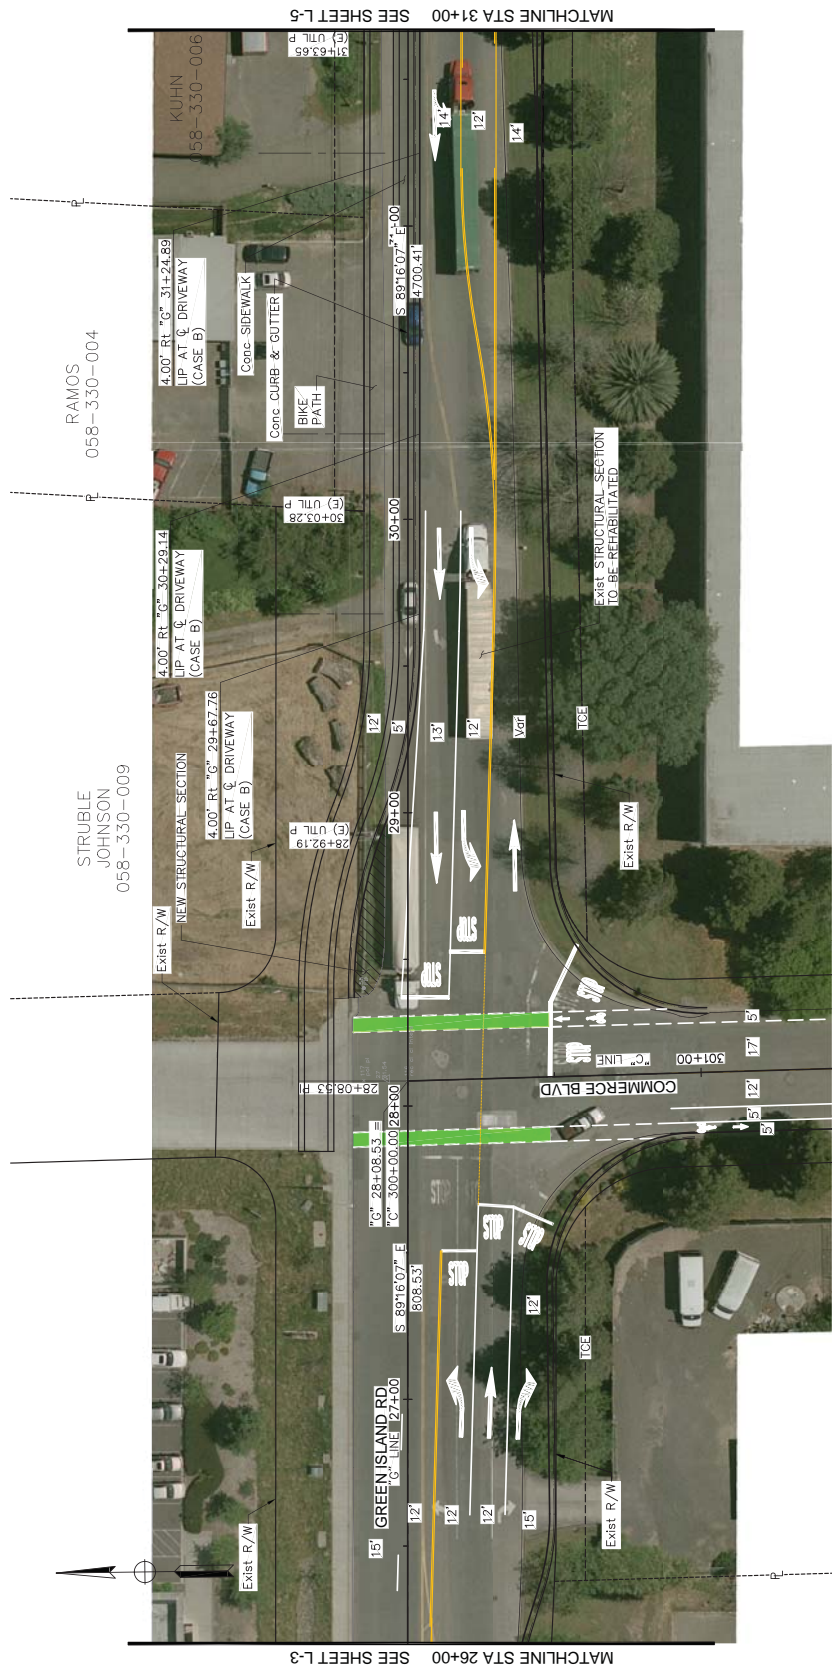 MATCHLINE STA 31+00 SEE SHEET L-5
KUHN
058-330-006
31+63.65
(E) UTIL P
14'
12'
14'
P
L
4.00' Rt "G" 31+24.89
LIP AT ℄ DRIVEWAY
(CASE B)
Conc SIDEWALK
Conc CURB & GUTTER
BIKE
PATH
S 89°16'07" E
4700.41'
RAMOS
058-330-004
P
L
30+03.28
(E) UTIL P
30+00
Exist STRUCTURAL SECTION
TO BE REHABILITATED
4.00' Rt "G" 30+29.14
LIP AT ℄ DRIVEWAY
(CASE B)
4.00' Rt "G" 29+67.76
LIP AT ℄ DRIVEWAY
(CASE B)
12'
5'
13'
12'
Var
TCE
STRUBLE
JOHNSON
058-330-009
NEW STRUCTURAL SECTION
28+92.19
(E) UTIL P
29+00
Exist R/W
Exist R/W
Exist R/W
STOP
STOP
STOP
STOP
"C" LINE
301+00
5'
17'
12'
5'
5'
COMMERCE BLVD
28+08.53 PI
28+00
"G" 28+08.53 =
"C" 300+00.00
STOP
STOP
STOP
STOP
S 89°16'07" E
808.53'
12'
TCE
GREEN ISLAND RD
"G" LINE 27+00
15'
12'
12'
12'
15'
Exist R/W
Exist R/W
P
L
MATCHLINE STA 26+00 SEE SHEET L-3